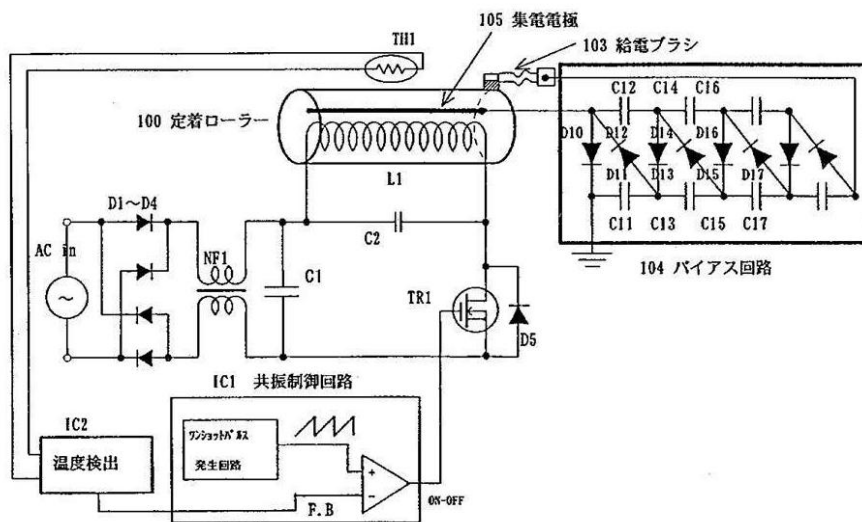 105 集電電極
TH1
103 給電ブラシ
100 定着ローラー
C12 C14 C16
D10 D12 D14 D16
D11 D13 D15 D17
L1
C11 C13 C15 C17
104 バイアス回路
D1～D4
AC in
～
NF1
C1
C2
TR1
D5
IC1 共振制御回路
IC2
ワンショットパルス
発生回路
温度検出
+
-
F.B
ON-OFF